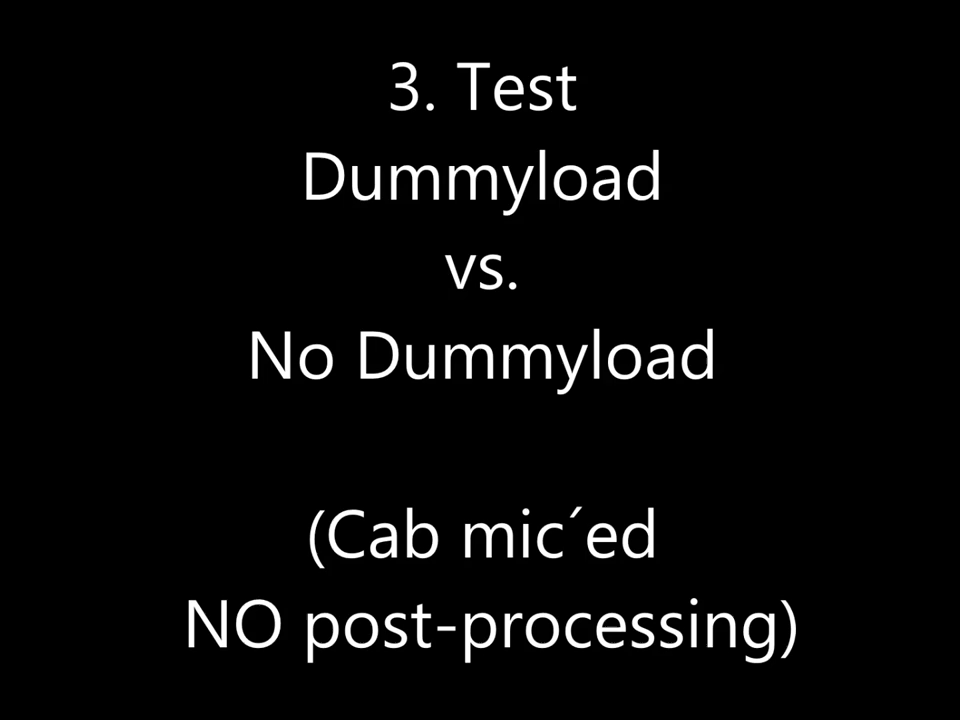 3. Test
Dummyload
vs.
No Dummyload
(Cab mic´ed
NO post-processing)